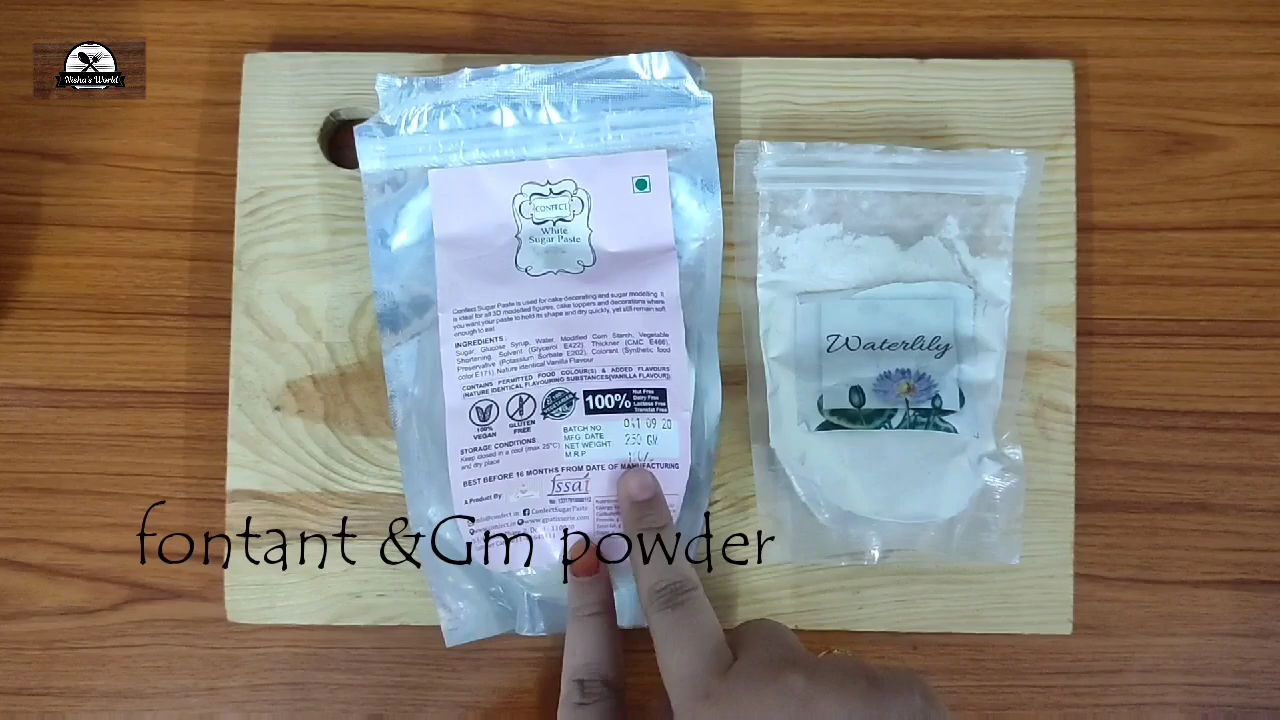 Nisha's World
CONFECT
White
Sugar Paste
Confect Sugar Paste is used for cake decorating and sugar modelling. It
is ideal for all 3D modelled figures, cake toppers and decorations where
you want your paste to hold its shape and dry quickly, yet still remain soft
enough to eat
INGREDIENTS:
Sugar, Glucose Syrup, Water, Modified Corn Starch, Vegetable
Shortening, Solvent (Glycerol E422), Thickner (CMC E466),
Preservative (Potassium Sorbate E202), Colorant (Synthetic food
color E171), Nature identical Vanilla Flavour
CONTAINS PERMITTED FOOD COLOUR(S) & ADDED FLAVOURS
(NATURE IDENTICAL FLAVOURING SUBSTANCES(VANILLA FLAVOUR)
100%
Nut Free
Dairy Free
Lactose Free
Transfat Free
100%
VEGAN
GLUTEN
FREE
BATCH NO. 041 09 20
MFG. DATE
NET WEIGHT: 250 GM
M.R.P
STORAGE CONDITIONS:
Keep closed in a cool (max 25°C)
and dry place
BEST BEFORE 16 MONTHS FROM DATE OF MANUFACTURING
A Product By:
fssai
ConfectSugarPaste
Waterlily
fontant &Gm powder